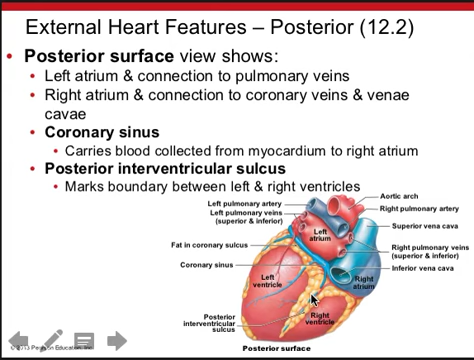 External Heart Features – Posterior (12.2)
• Posterior surface view shows:
• Left atrium & connection to pulmonary veins
• Right atrium & connection to coronary veins & venae
cavae
• Coronary sinus
• Carries blood collected from myocardium to right atrium
• Posterior interventricular sulcus
• Marks boundary between left & right ventricles
Left pulmonary artery
Left pulmonary veins
(superior & inferior)
Fat in coronary sulcus
Coronary sinus
Left
ventricle
Posterior
interventricular
sulcus
Left
atrium
Right
atrium
Right
ventricle
Aortic arch
Right pulmonary artery
Superior vena cava
Right pulmonary veins
(superior & inferior)
Inferior vena cava
Posterior surface
© 2013 Pearson Education, Inc.